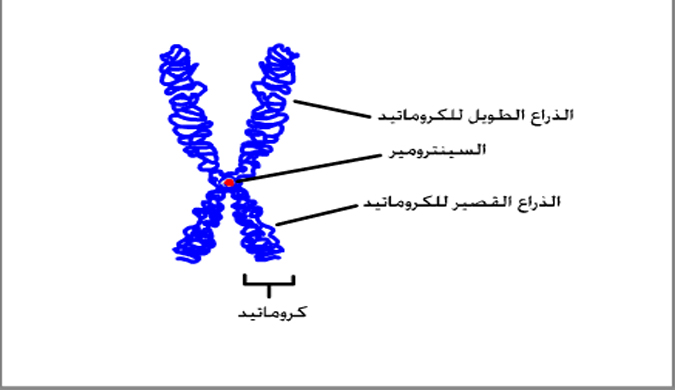 الذراع الطويل للكروماتيد
السينترومير
الذراع القصير للكروماتيد
كروماتيد